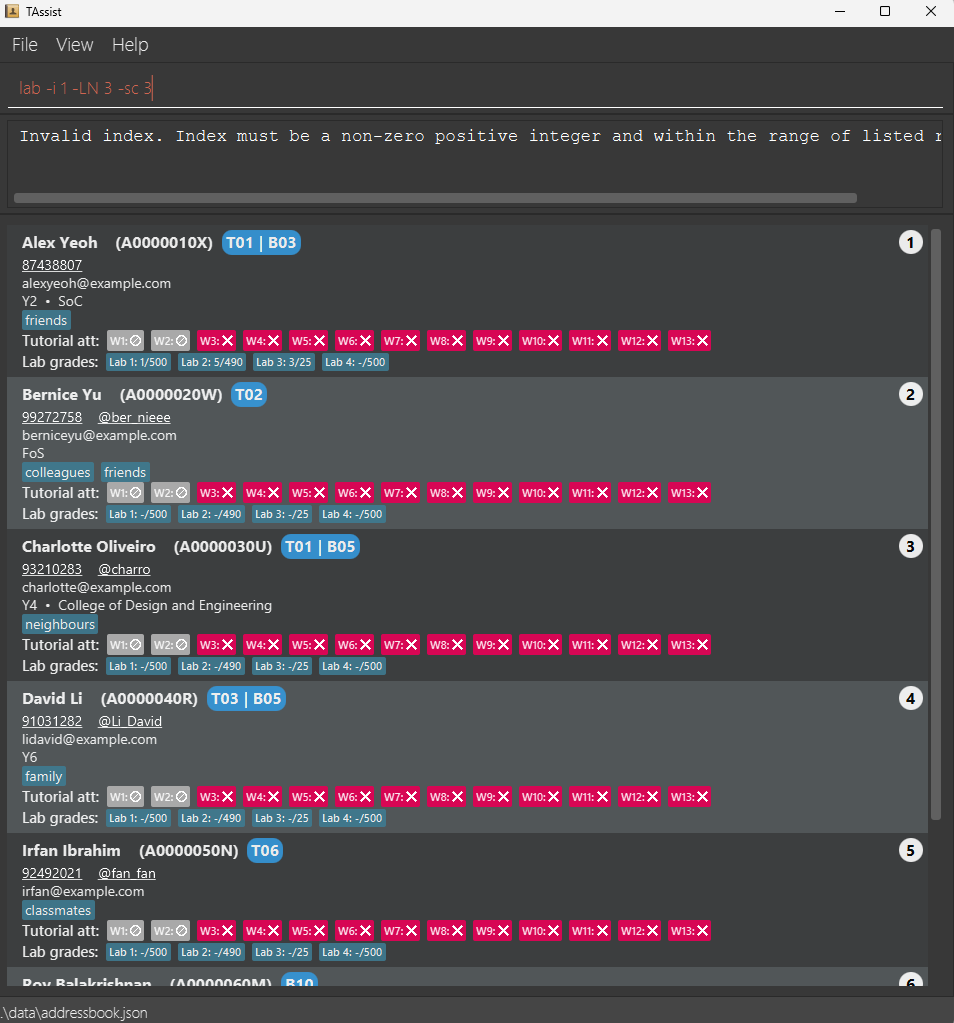 TAssist
File View Help
lab -i 1 -LN 3 -sc 3
Invalid index. Index must be a non-zero positive integer and within the range of listed
Alex Yeoh (A0000010X) T01 | B03 1
87438807
alexyeoh@example.com
Y2 • SoC
friends
Tutorial att: W1: W2: W3: W4: W5: W6: W7: W8: W9: W10: W11: W12: W13:
Lab grades: Lab 1: 1/500 Lab 2: 5/490 Lab 3: 3/25 Lab 4: -/500
Bernice Yu (A0000020W) T02 2
99272758 @ber_nieee
berniceyu@example.com
FoS
colleagues friends
Tutorial att: W1: W2: W3: W4: W5: W6: W7: W8: W9: W10: W11: W12: W13:
Lab grades: Lab 1: -/500 Lab 2: -/490 Lab 3: -/25 Lab 4: -/500
Charlotte Oliveiro (A0000030U) T01 | B05 3
93210283 @charro
charlotte@example.com
Y4 • College of Design and Engineering
neighbours
Tutorial att: W1: W2: W3: W4: W5: W6: W7: W8: W9: W10: W11: W12: W13:
Lab grades: Lab 1: -/500 Lab 2: -/490 Lab 3: -/25 Lab 4: -/500
David Li (A0000040R) T03 | B05 4
91031282 @Li_David
lidavid@example.com
Y6
family
Tutorial att: W1: W2: W3: W4: W5: W6: W7: W8: W9: W10: W11: W12: W13:
Lab grades: Lab 1: -/500 Lab 2: -/490 Lab 3: -/25 Lab 4: -/500
Irfan Ibrahim (A0000050N) T06 5
92492021 @fan_fan
irfan@example.com
classmates
Tutorial att: W1: W2: W3: W4: W5: W6: W7: W8: W9: W10: W11: W12: W13:
Lab grades: Lab 1: -/500 Lab 2: -/490 Lab 3: -/25 Lab 4: -/500
Roy Balakrishnan (A0000060M) B10 6
.\data\addressbook.json